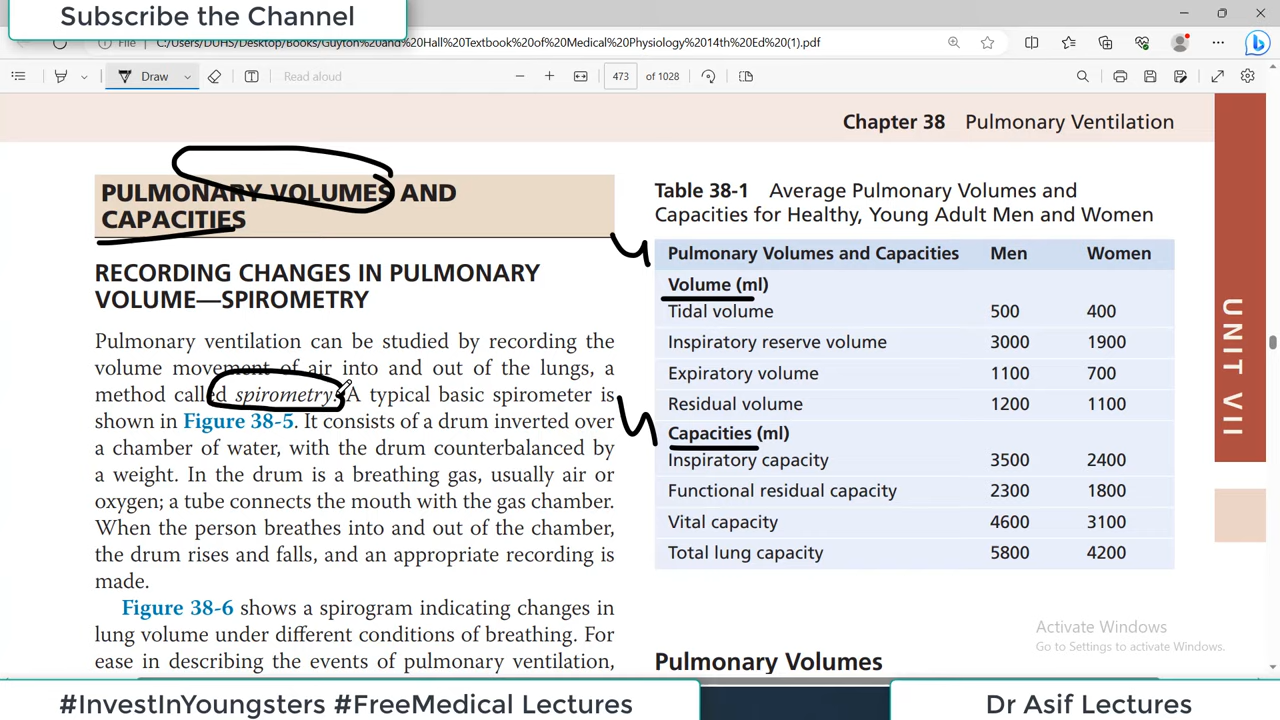 Subscribe the Channel
File C:/Users/DUHS/Desktop/Books/Guyton%20and%20Hall%20Textbook%20of%20Medical%20Physiology%2014th%20Ed%20(1).pdf
Draw
Read aloud
473 of 1028
Chapter 38 Pulmonary Ventilation
PULMONARY VOLUMES AND
CAPACITIES
RECORDING CHANGES IN PULMONARY
VOLUME—SPIROMETRY
Pulmonary ventilation can be studied by recording the
volume movement of air into and out of the lungs, a
method called spirometry. A typical basic spirometer is
shown in Figure 38-5. It consists of a drum inverted over
a chamber of water, with the drum counterbalanced by
a weight. In the drum is a breathing gas, usually air or
oxygen; a tube connects the mouth with the gas chamber.
When the person breathes into and out of the chamber,
the drum rises and falls, and an appropriate recording is
made.
Figure 38-6 shows a spirogram indicating changes in
lung volume under different conditions of breathing. For
ease in describing the events of pulmonary ventilation,
Table 38-1 Average Pulmonary Volumes and
Capacities for Healthy, Young Adult Men and Women
Pulmonary Volumes and Capacities Men Women
Volume (ml)
Tidal volume 500 400
Inspiratory reserve volume 3000 1900
Expiratory volume 1100 700
Residual volume 1200 1100
Capacities (ml)
Inspiratory capacity 3500 2400
Functional residual capacity 2300 1800
Vital capacity 4600 3100
Total lung capacity 5800 4200
Pulmonary Volumes
UNIT VII
Activate Windows
Go to Settings to activate Windows.
#InvestInYoungsters #FreeMedical Lectures
Dr Asif Lectures